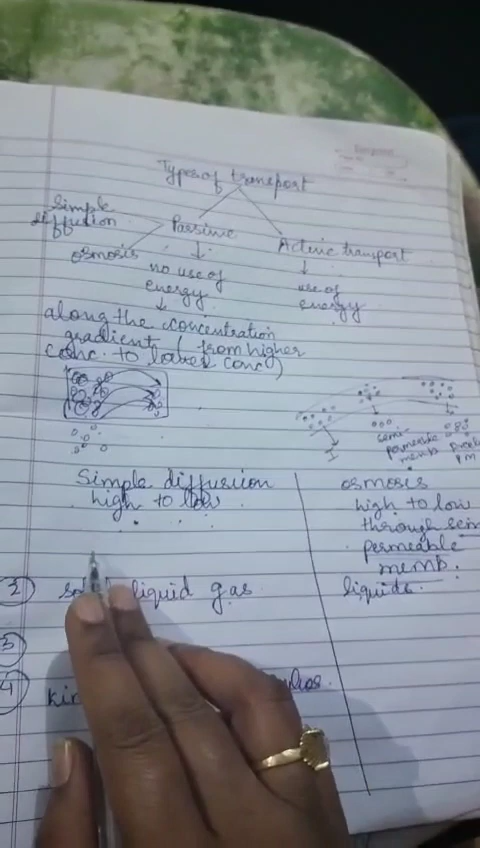 Types of transport
Simple
diffusion
Passive
Active transport
osmosis
no use of
energy
use of
energy
along the concentration
gradient (from higher
conc. to lower conc)
semi-
permeable
memb
Simple diffusion
high to low
osmosis
high to low
through sem
permeable
memb.
2 liquid gas
liquids.
3
4